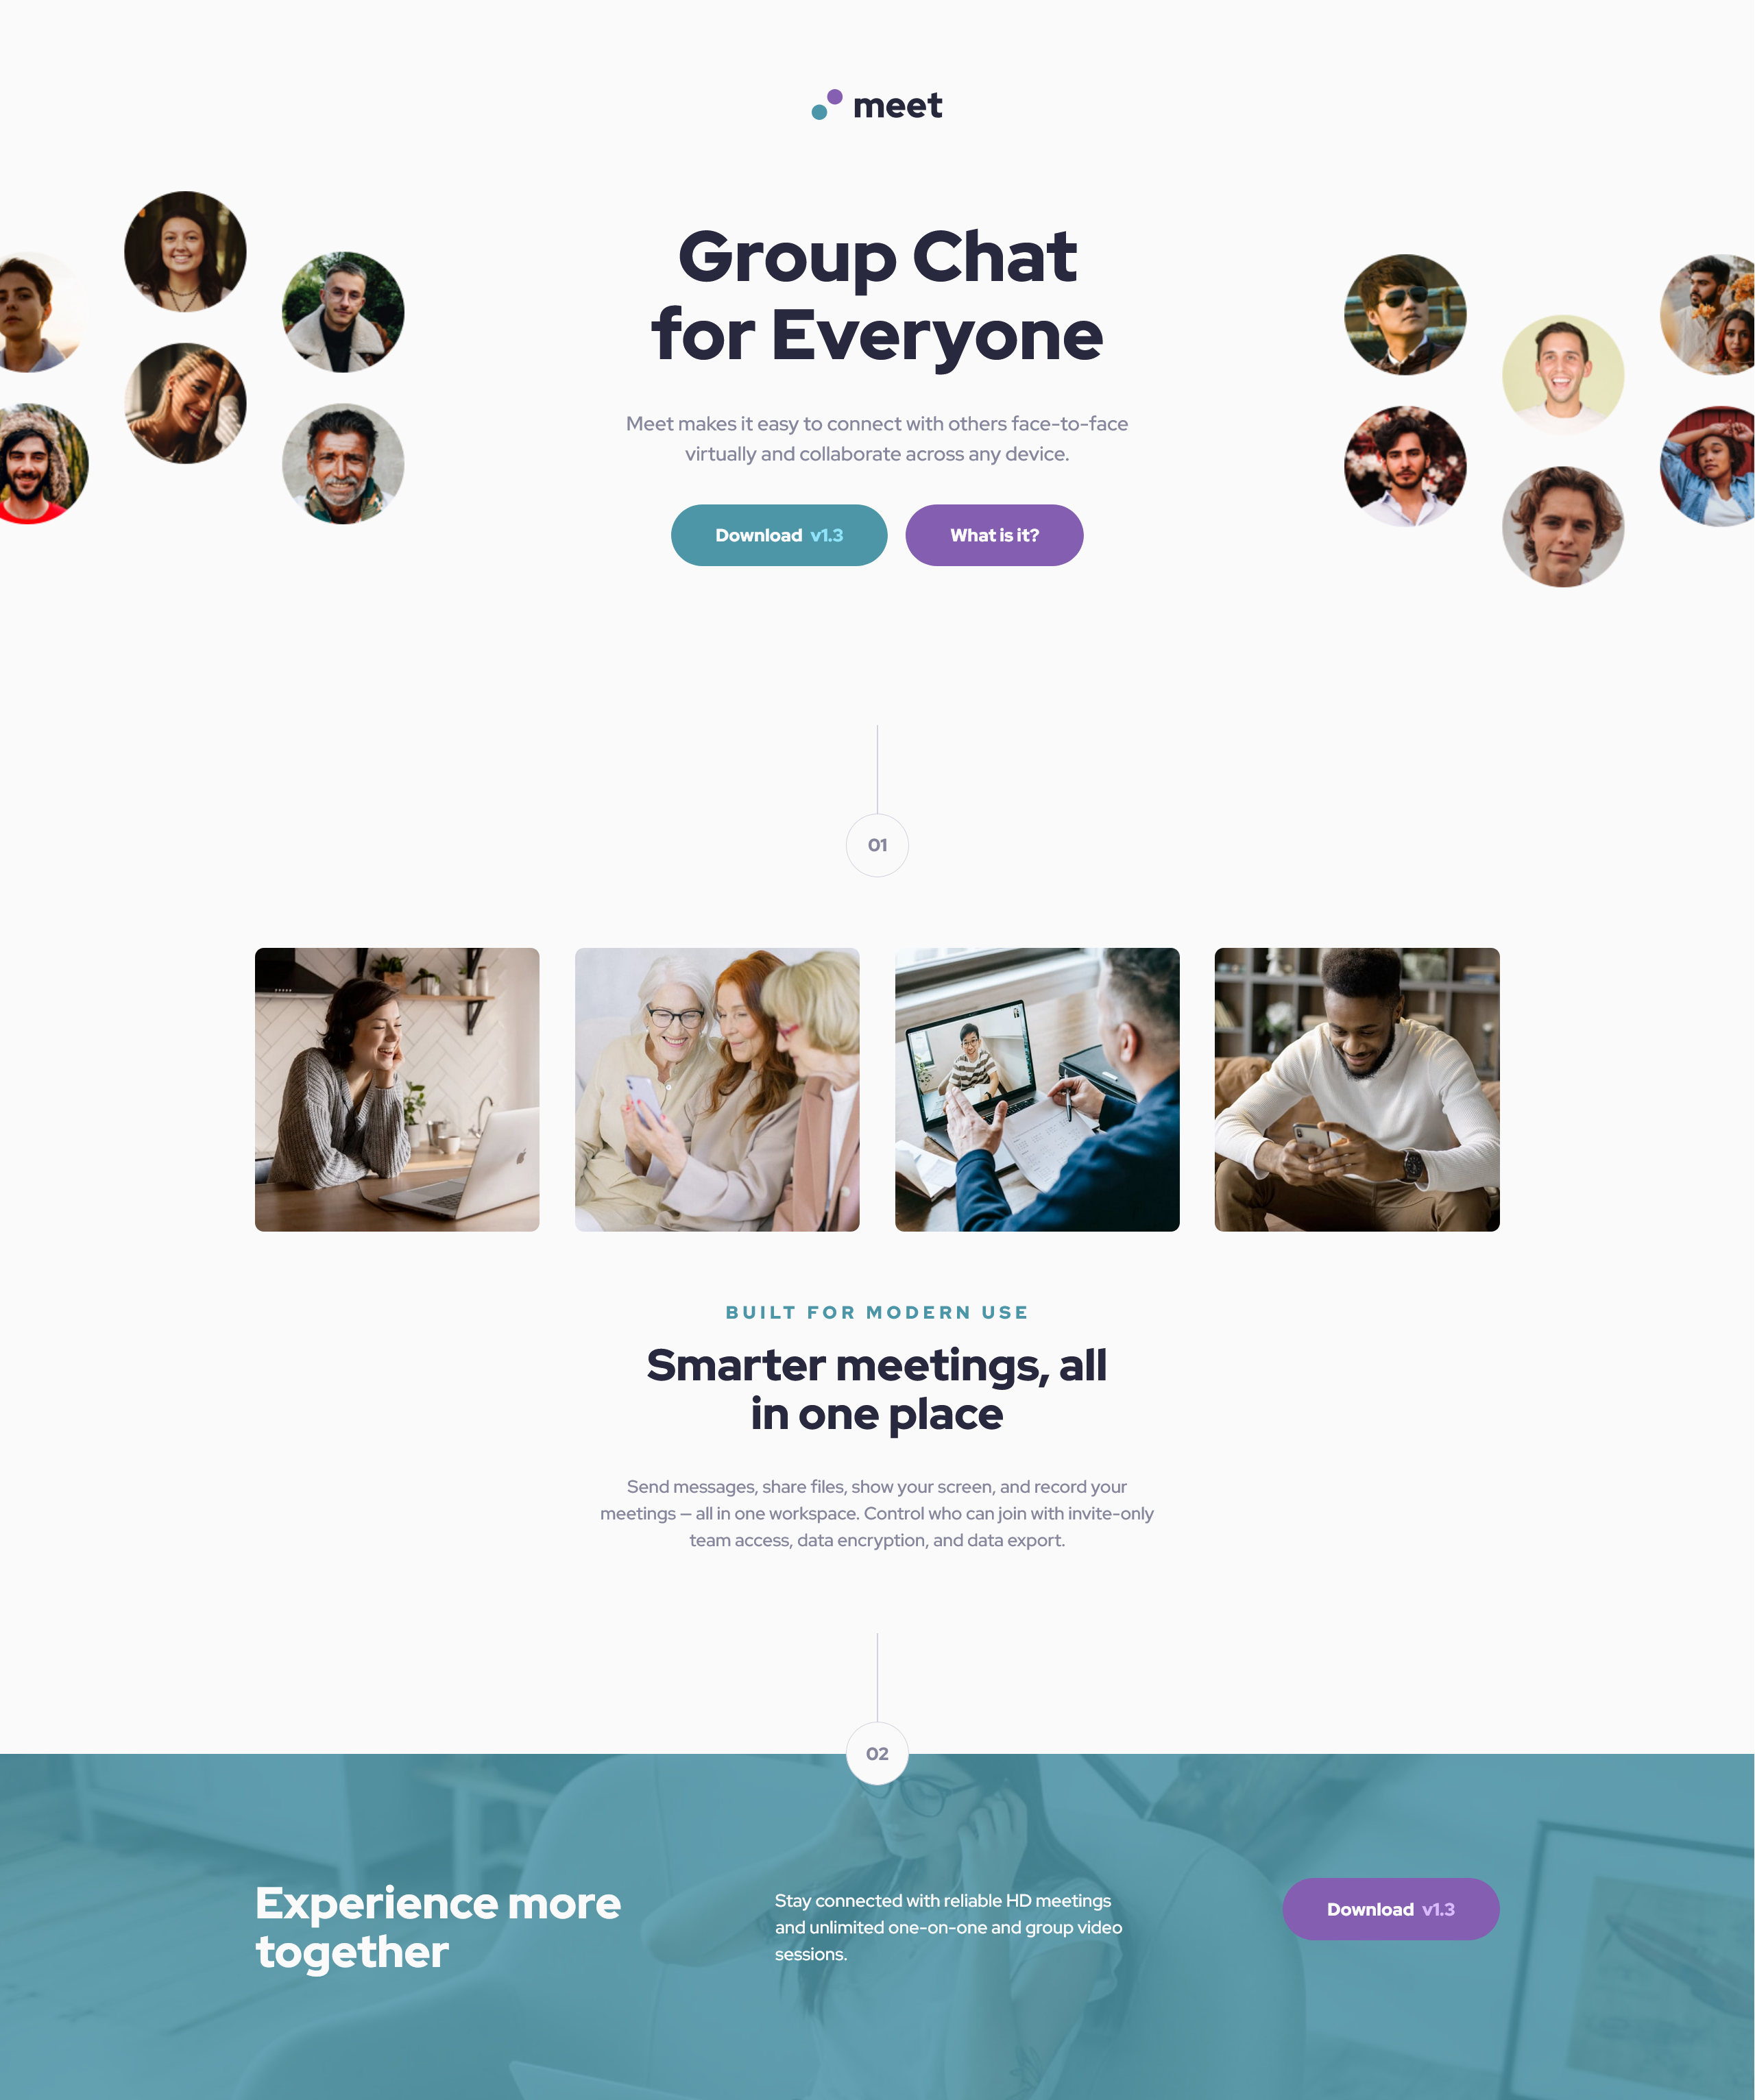 meet
Group Chat
for Everyone
Meet makes it easy to connect with others face-to-face
virtually and collaborate across any device.
Download v1.3
What is it?
01
BUILT FOR MODERN USE
Smarter meetings, all
in one place
Send messages, share files, show your screen, and record your
meetings — all in one workspace. Control who can join with invite-only
team access, data encryption, and data export.
02
Experience more
together
Stay connected with reliable HD meetings
and unlimited one-on-one and group video
sessions.
Download v1.3